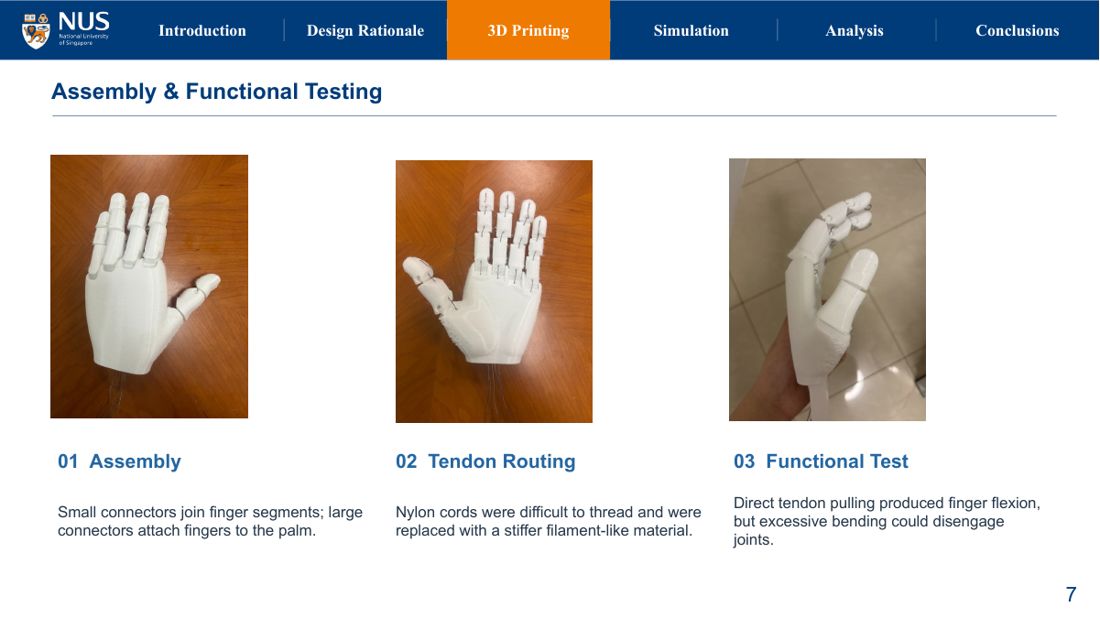 NUS
National University
of Singapore
Introduction
Design Rationale
3D Printing
Simulation
Analysis
Conclusions
Assembly & Functional Testing
01 Assembly
Small connectors join finger segments; large
connectors attach fingers to the palm.
02 Tendon Routing
Nylon cords were difficult to thread and were
replaced with a stiffer filament-like material.
03 Functional Test
Direct tendon pulling produced finger flexion,
but excessive bending could disengage
joints.
7